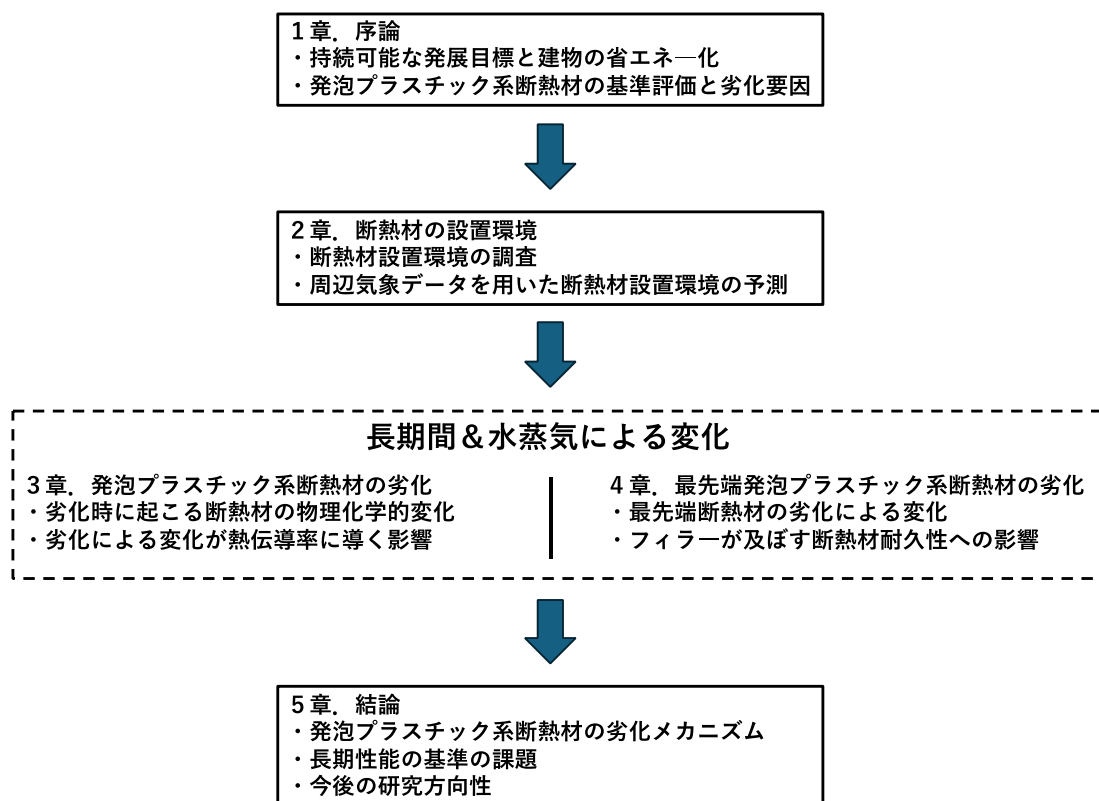 1章．序論
・持続可能な発展目標と建物の省エネ―化
・発泡プラスチック系断熱材の基準評価と劣化要因
2章．断熱材の設置環境
・断熱材設置環境の調査
・周辺気象データを用いた断熱材設置環境の予測
長期間＆水蒸気による変化
3章．発泡プラスチック系断熱材の劣化
・劣化時に起こる断熱材の物理化学的変化
・劣化による変化が熱伝導率に導く影響
4章．最先端発泡プラスチック系断熱材の劣化
・最先端断熱材の劣化による変化
・フィラーが及ぼす断熱材耐久性への影響
5章．結論
・発泡プラスチック系断熱材の劣化メカニズム
・長期性能の基準の課題
・今後の研究方向性